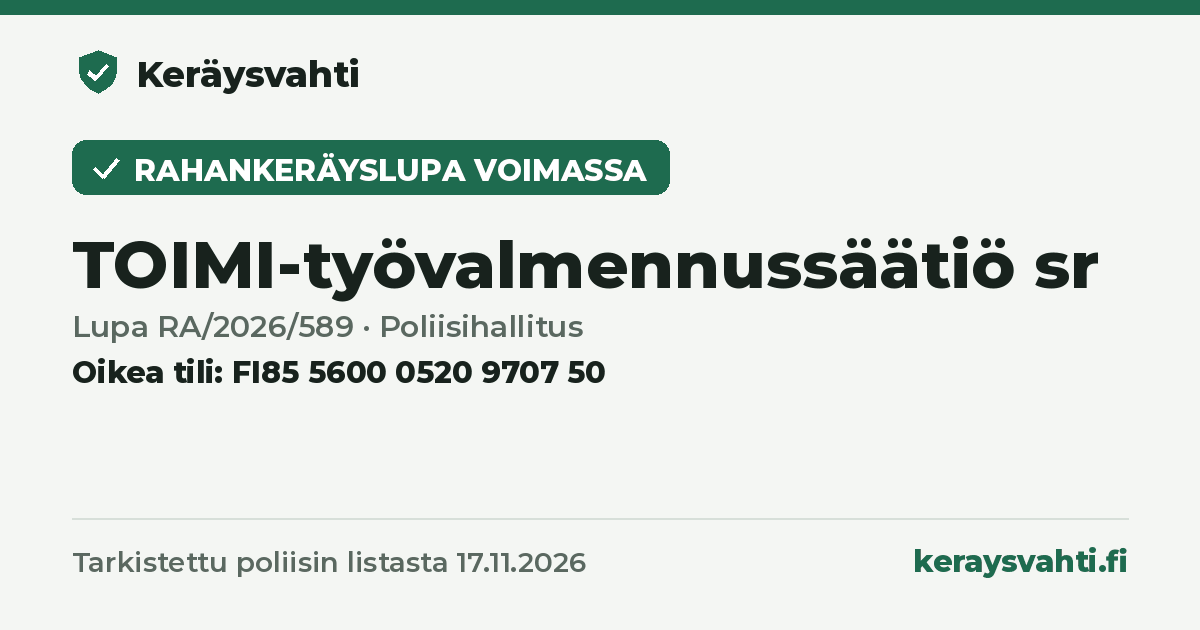 Keräysvahti
RAHANKERÄYSLUPA VOIMASSA
TOIMI-työvalmennussäätiö sr
Lupa RA/2026/589 · Poliisihallitus
Oikea tili: FI85 5600 0520 9707 50
Tarkistettu poliisin listasta 17.11.2026
keraysvahti.fi